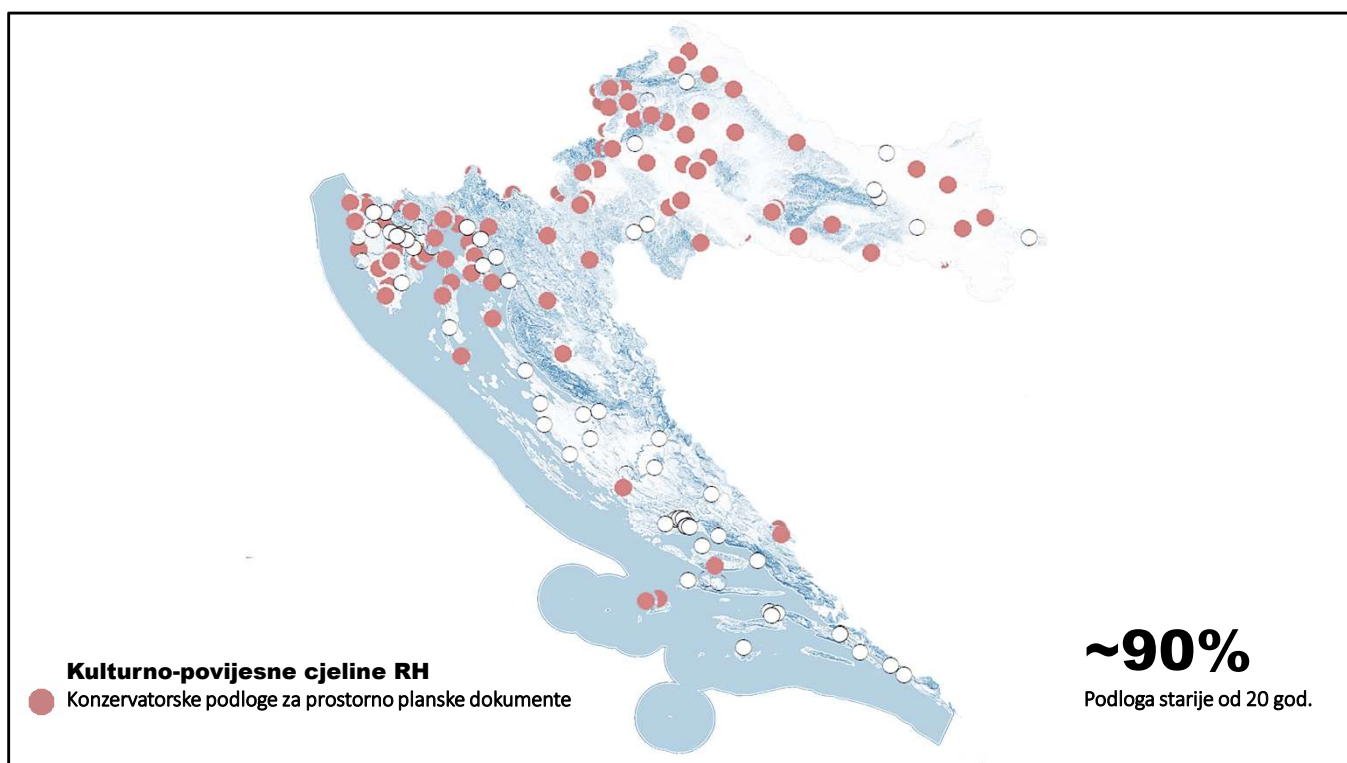 Kulturno-povijesne cjeline RH
Konzervatorske podloge za prostorno planske dokumente
~90%
Podloga starije od 20 god.